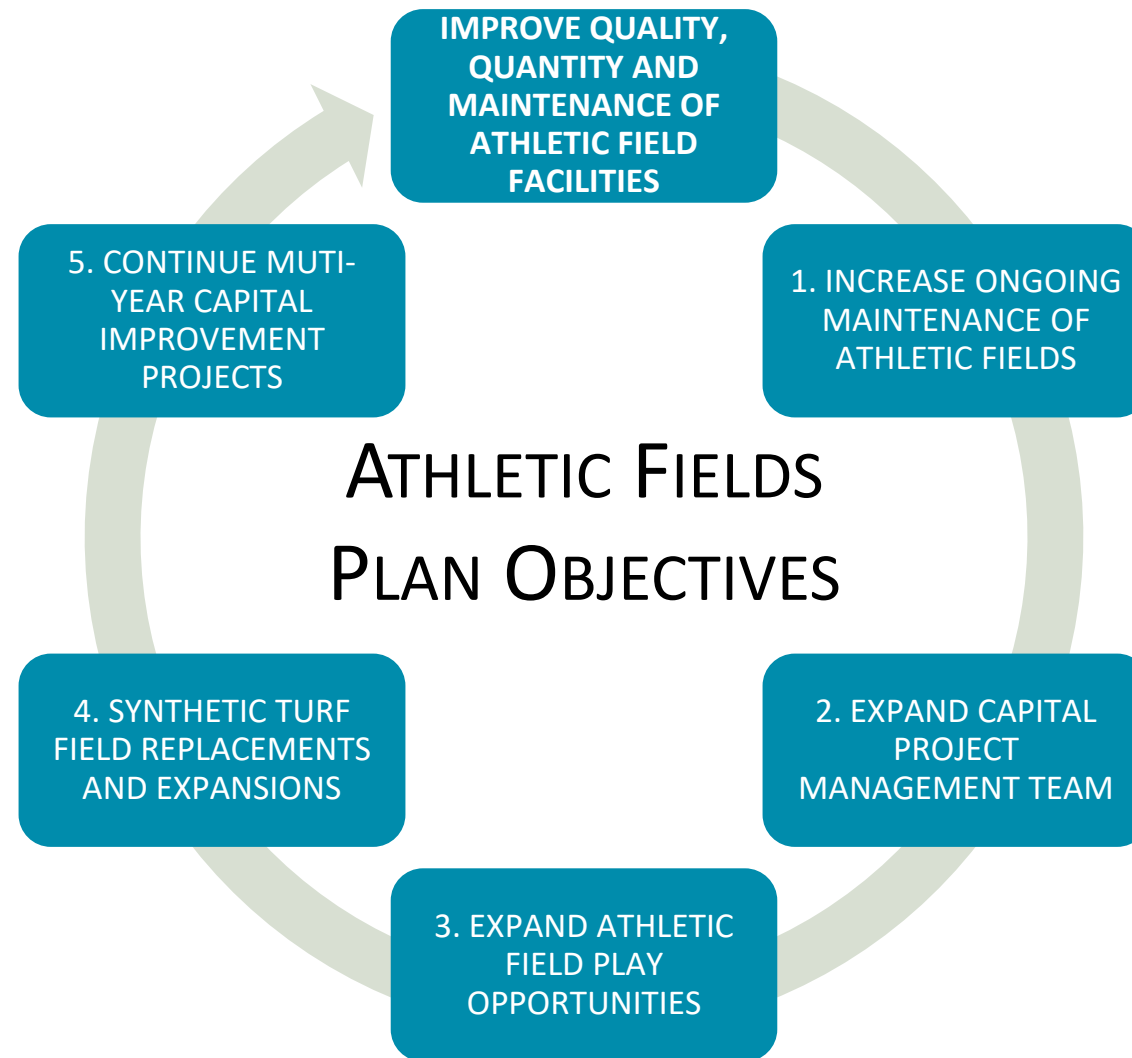 IMPROVE QUALITY,
QUANTITY AND
MAINTENANCE OF
ATHLETIC FIELD
FACILITIES
1. INCREASE ONGOING
MAINTENANCE OF
ATHLETIC FIELDS
2. EXPAND CAPITAL
PROJECT
MANAGEMENT TEAM
3. EXPAND ATHLETIC
FIELD PLAY
OPPORTUNITIES
4. SYNTHETIC TURF
FIELD REPLACEMENTS
AND EXPANSIONS
5. CONTINUE MUTI-
YEAR CAPITAL
IMPROVEMENT
PROJECTS
ATHLETIC FIELDS
PLAN OBJECTIVES